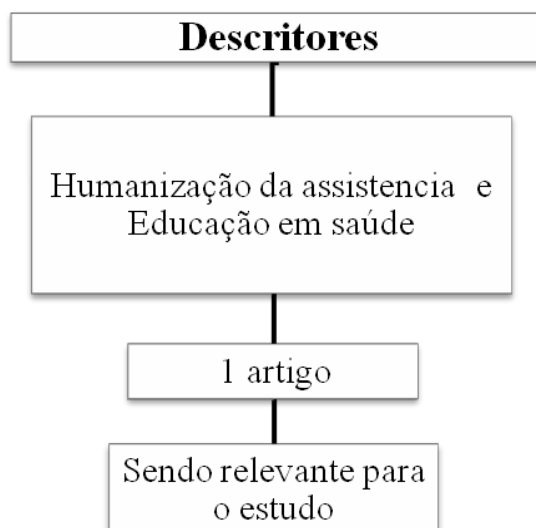 Descritores
Humanização da assistencia e
Educação em saúde
1 artigo
Sendo relevante para
o estudo